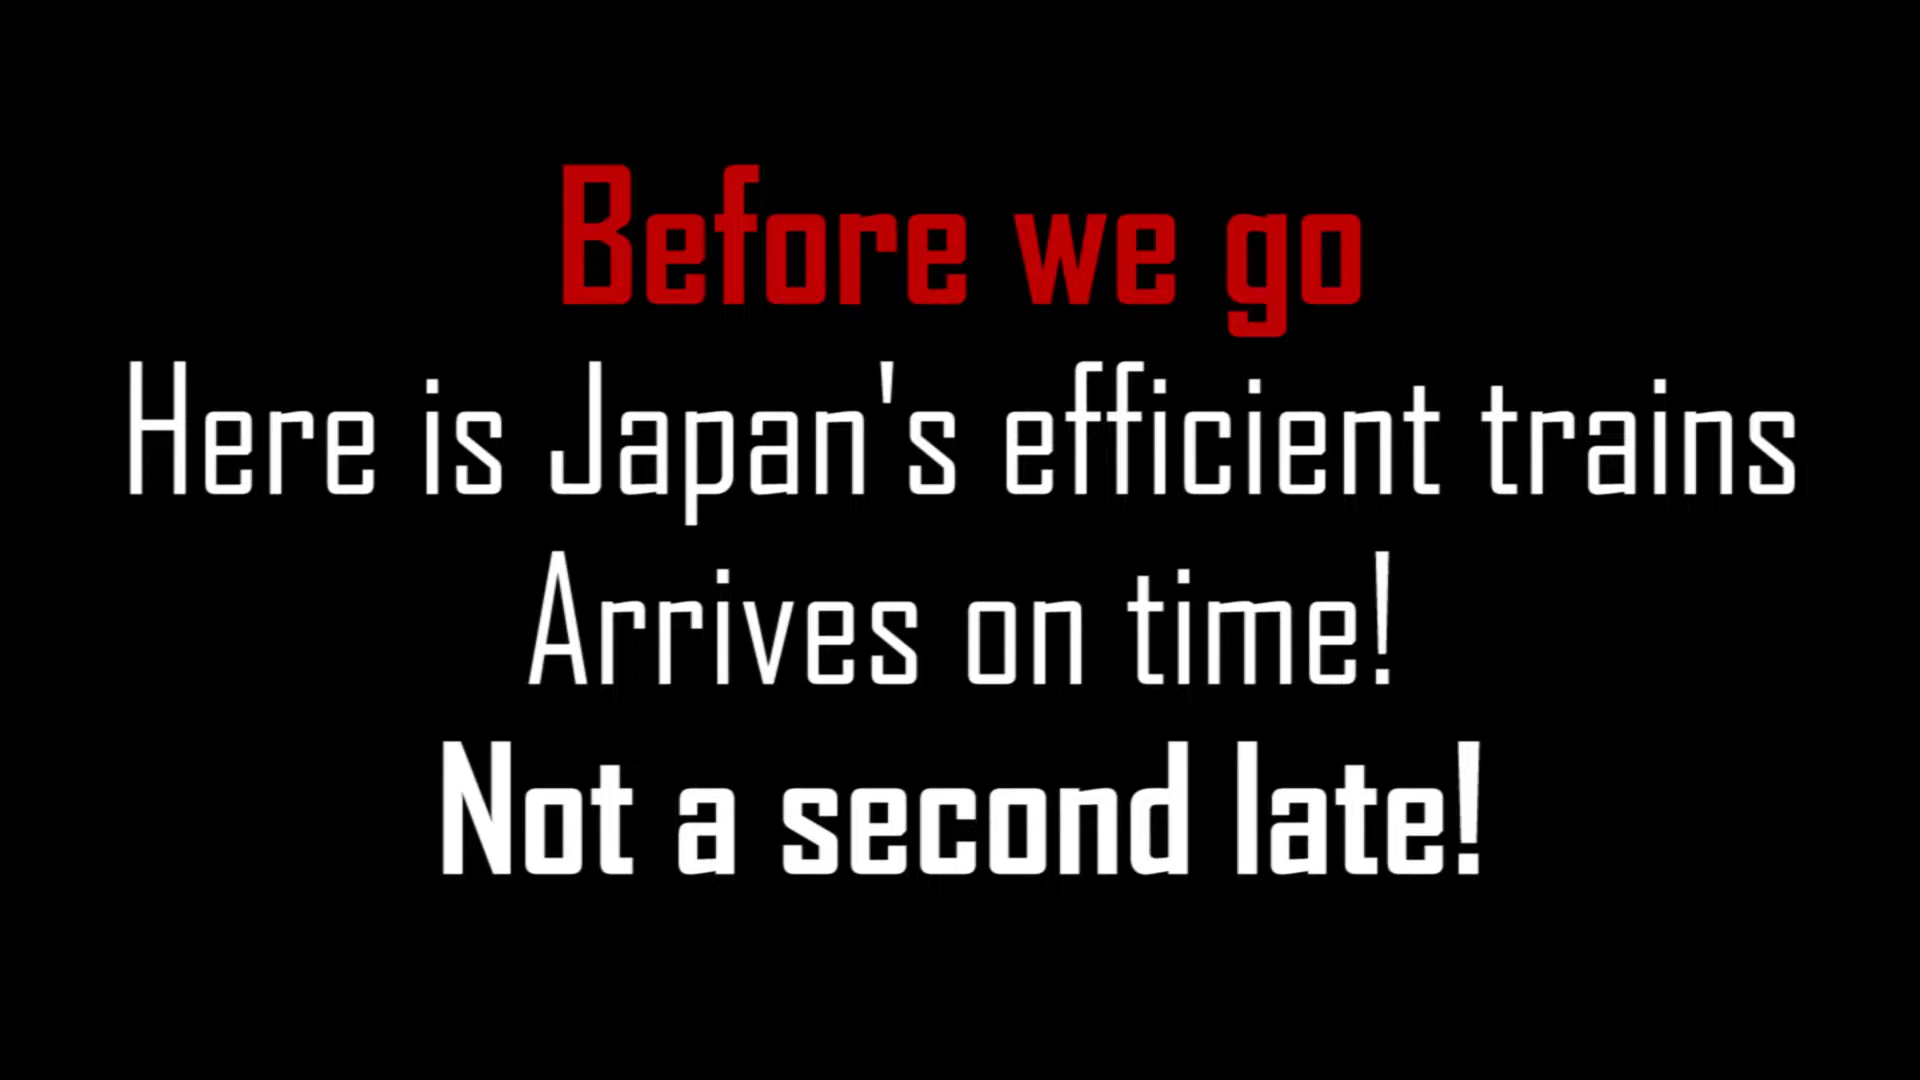 Before we go
Here is Japan's efficient trains
Arrives on time!
Not a second late!